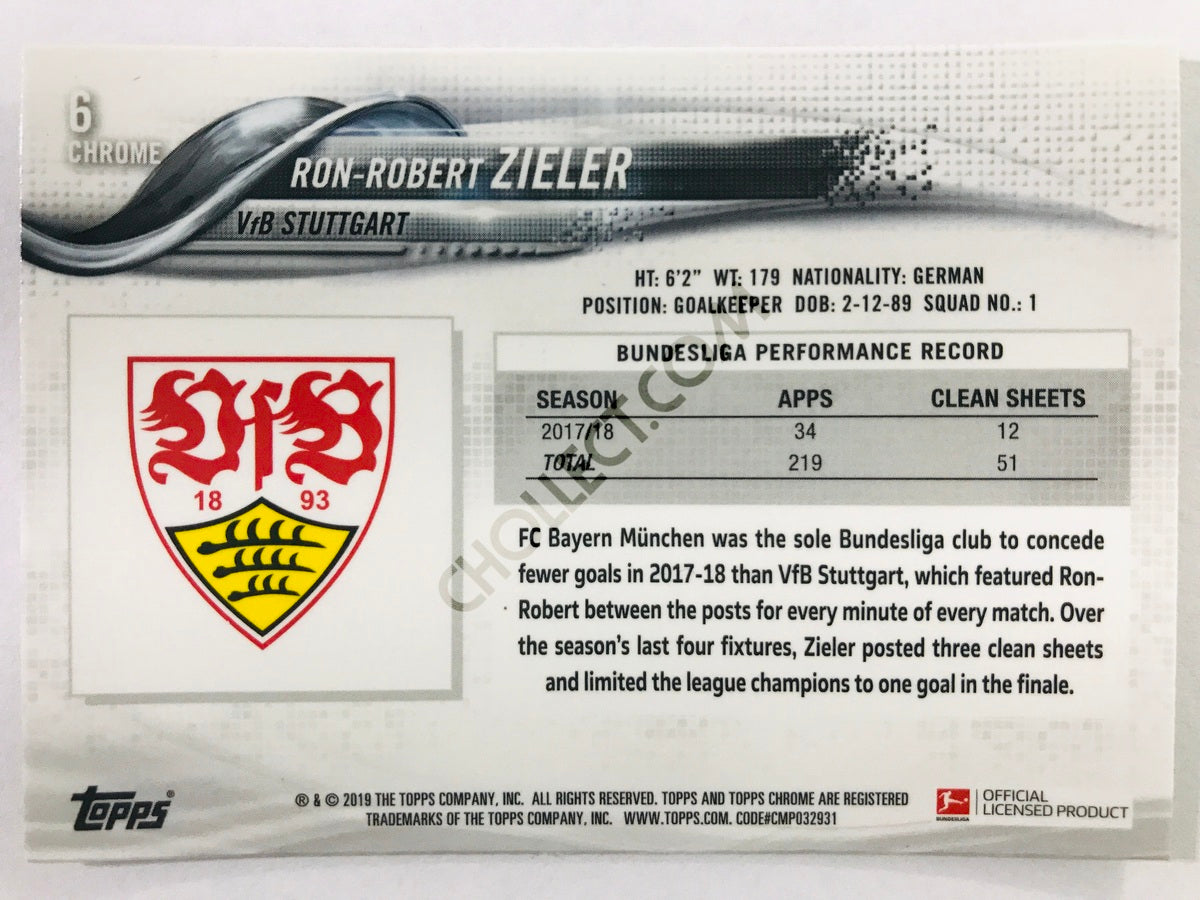 6
CHROME
RON-ROBERT ZIELER
VfB STUTTGART
HT: 6'2" WT: 179 NATIONALITY: GERMAN
POSITION: GOALKEEPER DOB: 2-12-89 SQUAD NO.: 1
BUNDESLIGA PERFORMANCE RECORD
SEASON APPS CLEAN SHEETS
2017/18 34 12
TOTAL 219 51
VfB
18 93
FC Bayern München was the sole Bundesliga club to concede
fewer goals in 2017-18 than VfB Stuttgart, which featured Ron-
Robert between the posts for every minute of every match. Over
the season's last four fixtures, Zieler posted three clean sheets
and limited the league champions to one goal in the finale.
CHOLLECT.COM
topps®
® & © 2019 THE TOPPS COMPANY, INC. ALL RIGHTS RESERVED. TOPPS AND TOPPS CHROME ARE REGISTERED
TRADEMARKS OF THE TOPPS COMPANY, INC. WWW.TOPPS.COM. CODE#CMP032931
BUNDESLIGA
OFFICIAL
LICENSED PRODUCT